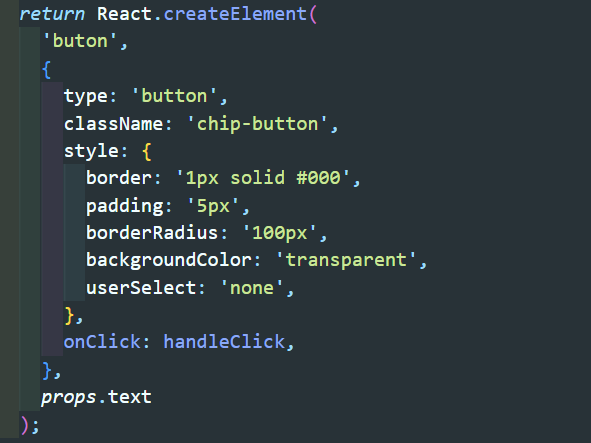 return React.createElement(
'buton',
{
type: 'button',
className: 'chip-button',
style: {
border: '1px solid #000',
padding: '5px',
borderRadius: '100px',
backgroundColor: 'transparent',
userSelect: 'none',
},
onClick: handleClick,
},
props.text
);